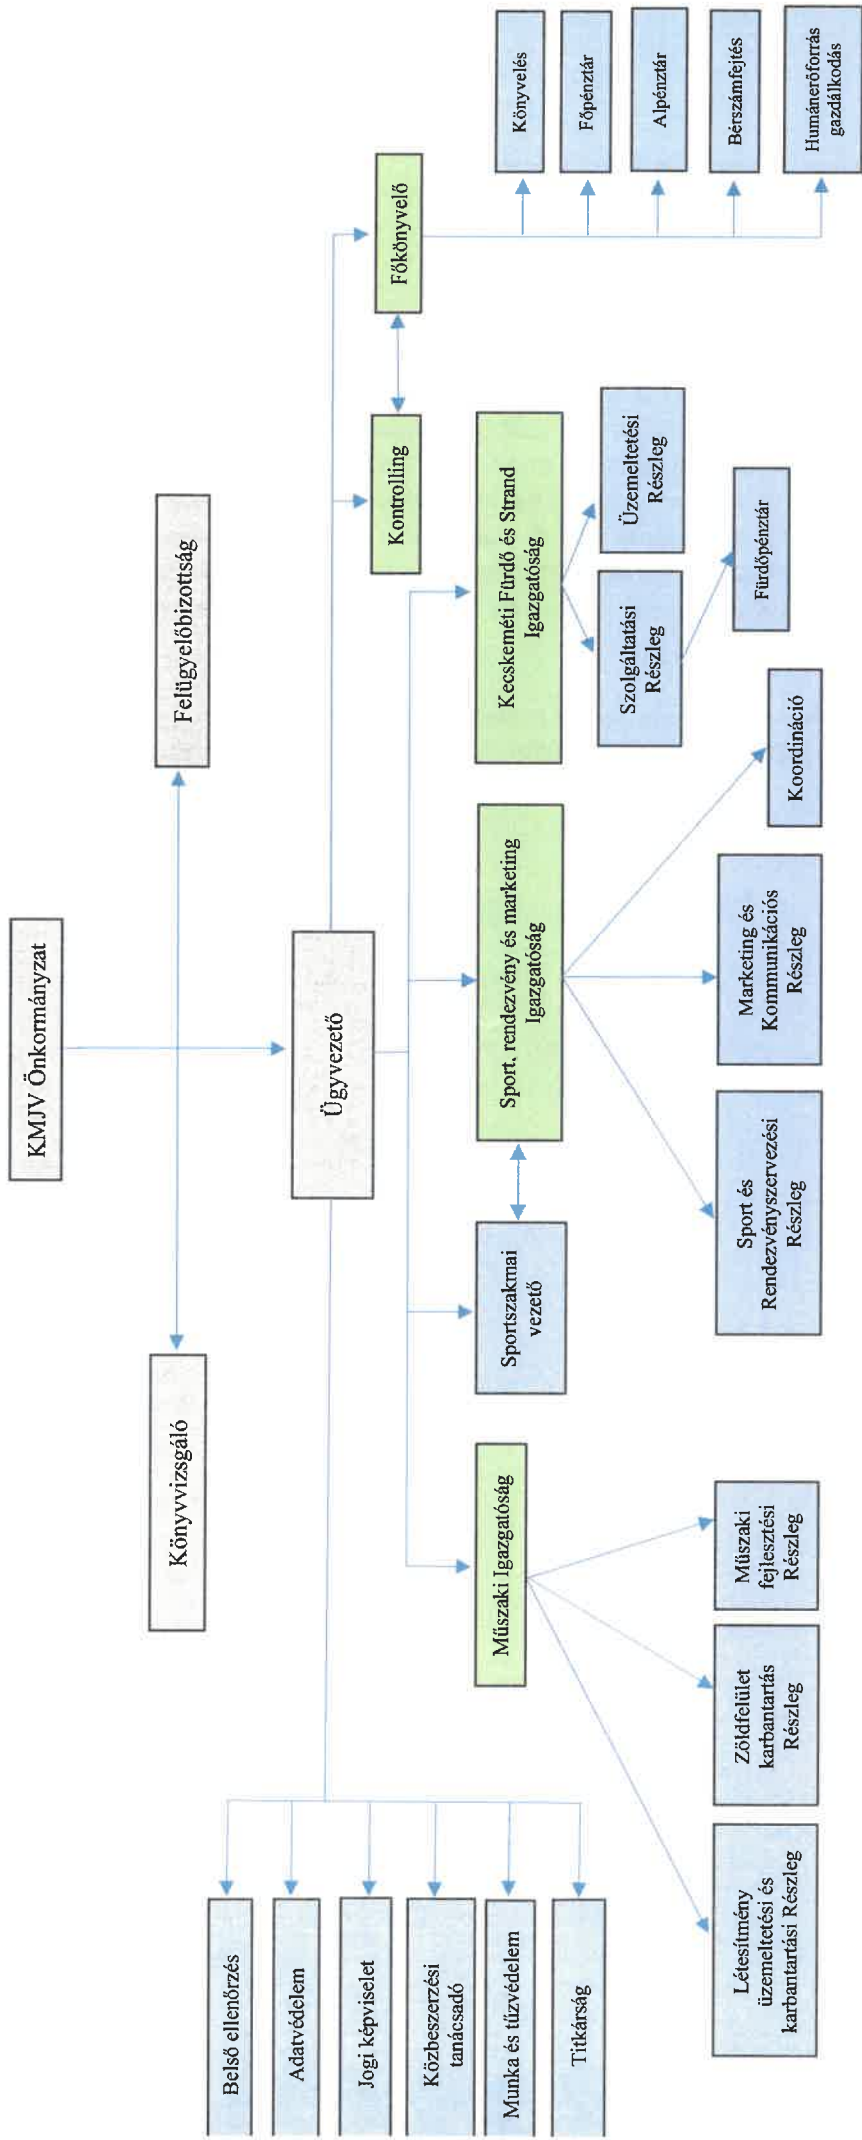 KMJV Önkormányzat
Könyvvizsgáló
Felügyelőbizottság
Ügyvezető
Belső ellenőrzés
Adatvédelem
Jogi képviselet
Közbeszerzési
tanácsadó
Munka és tűzvédelem
Titkárság
Kontrolling
Főkönyvelő
Könyvelés
Főpénztár
Alpénztár
Bérszámfejtés
Humánerőforrás
gazdálkodás
Műszaki Igazgatóság
Sportszakmai
vezető
Sport, rendezvény és marketing
Igazgatóság
Kecskeméti Fürdő és Strand
Igazgatóság
Létesítmény
üzemeltetési és
karbantartási Részleg
Zöldfelület
karbantartás
Részleg
Műszaki
fejlesztési
Részleg
Sport és
Rendezvényszervezési
Részleg
Marketing és
Kommunikációs
Részleg
Koordináció
Szolgáltatási
Részleg
Üzemeltetési
Részleg
Fürdőpénztár